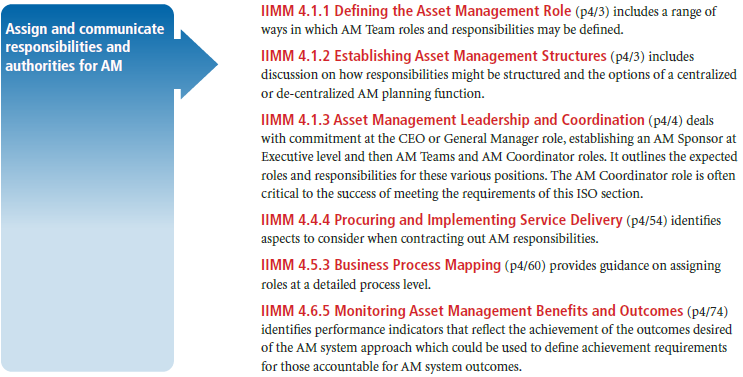 Assign and communicate
responsibilities and
authorities for AM
IIMM 4.1.1 Defining the Asset Management Role (p4/3) includes a range of
ways in which AM Team roles and responsibilities may be defined.
IIMM 4.1.2 Establishing Asset Management Structures (p4/3) includes
discussion on how responsibilities might be structured and the options of a centralized
or de-centralized AM planning function.
IIMM 4.1.3 Asset Management Leadership and Coordination (p4/4) deals
with commitment at the CEO or General Manager role, establishing an AM Sponsor at
Executive level and then AM Teams and AM Coordinator roles. It outlines the expected
roles and responsibilities for these various positions. The AM Coordinator role is often
critical to the success of meeting the requirements of this ISO section.
IIMM 4.4.4 Procuring and Implementing Service Delivery (p4/54) identifies
aspects to consider when contracting out AM responsibilities.
IIMM 4.5.3 Business Process Mapping (p4/60) provides guidance on assigning
roles at a detailed process level.
IIMM 4.6.5 Monitoring Asset Management Benefits and Outcomes (p4/74)
identifies performance indicators that reflect the achievement of the outcomes desired
of the AM system approach which could be used to define achievement requirements
for those accountable for AM system outcomes.